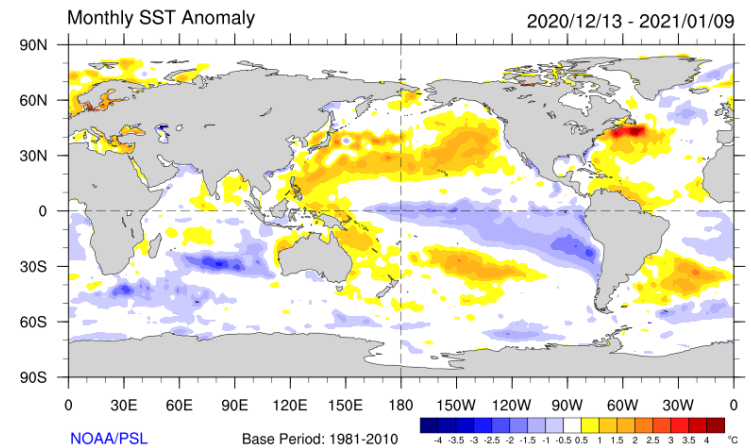 Monthly SST Anomaly 2020/12/13 - 2021/01/09
90N
60N
30N
0
30S
60S
90S
0 30E 60E 90E 120E 150E 180 150W 120W 90W 60W 30W 0
-4 -3.5 -3 -2.5 -2 -1.5 -1 -0.5 0.5 1 1.5 2 2.5 3 3.5 4 °C
NOAA/PSL Base Period: 1981-2010